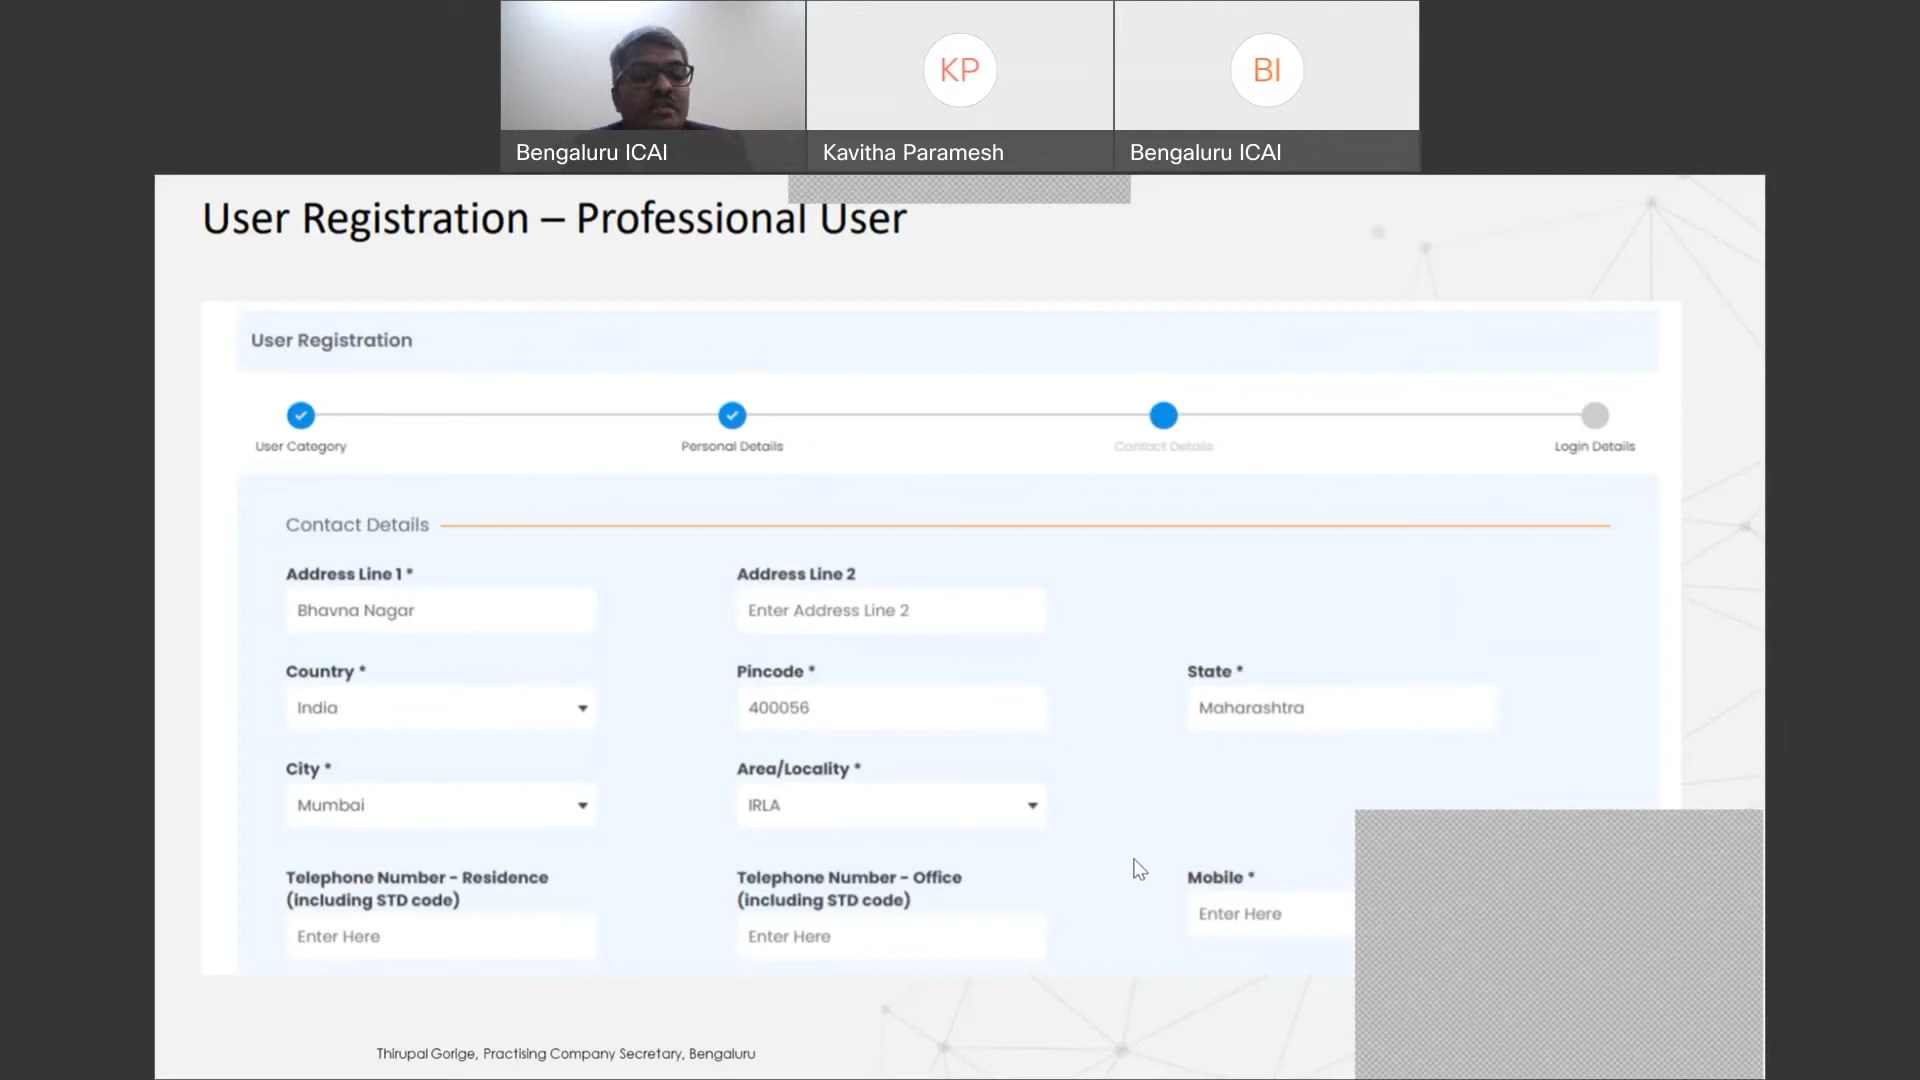 KP
BI
Bengaluru ICAI
Kavitha Paramesh
Bengaluru ICAI
User Registration – Professional User
User Registration
User Category
Personal Details
Contact Details
Login Details
Contact Details
Address Line 1 *
Address Line 2
Bhavna Nagar
Enter Address Line 2
Country *
Pincode *
State *
India
400056
Maharashtra
City *
Area/Locality *
Mumbai
IRLA
Telephone Number - Residence
(including STD code)
Telephone Number - Office
(including STD code)
Mobile *
Enter Here
Enter Here
Enter Here
Thirupal Gorige, Practising Company Secretary, Bengaluru